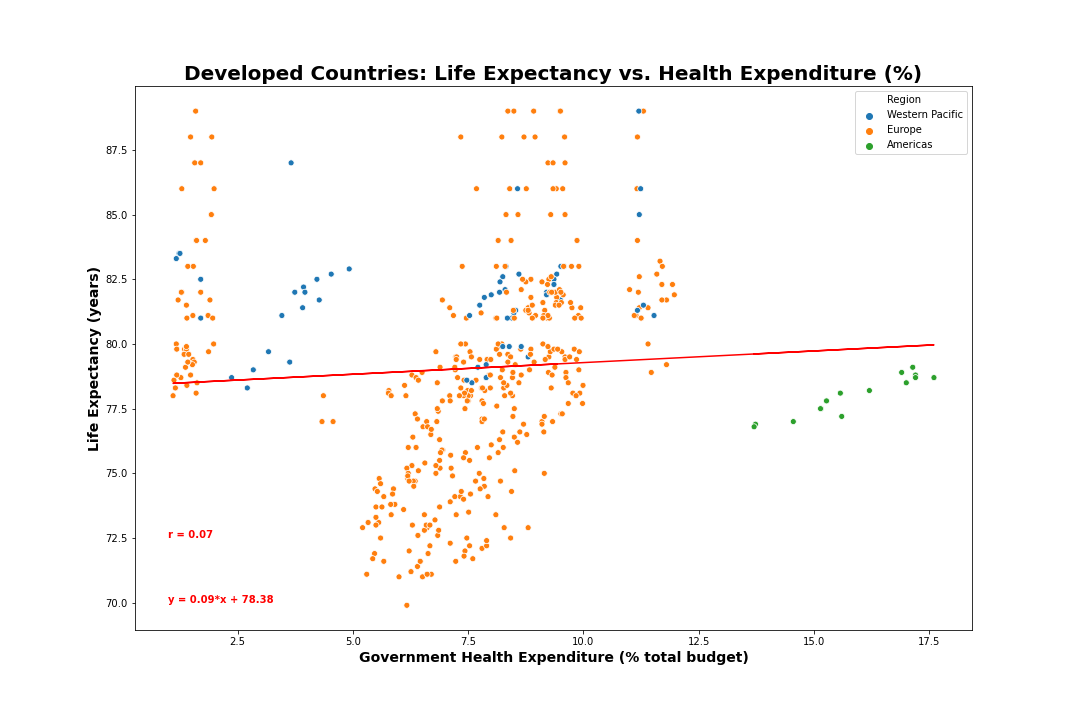 Developed Countries: Life Expectancy vs. Health Expenditure (%)
Region
Western Pacific
Europe
Americas
87.5
85.0
82.5
80.0
77.5
75.0
72.5
70.0
Life Expectancy (years)
r = 0.07
y = 0.09*x + 78.38
2.5 5.0 7.5 10.0 12.5 15.0 17.5
Government Health Expenditure (% total budget)